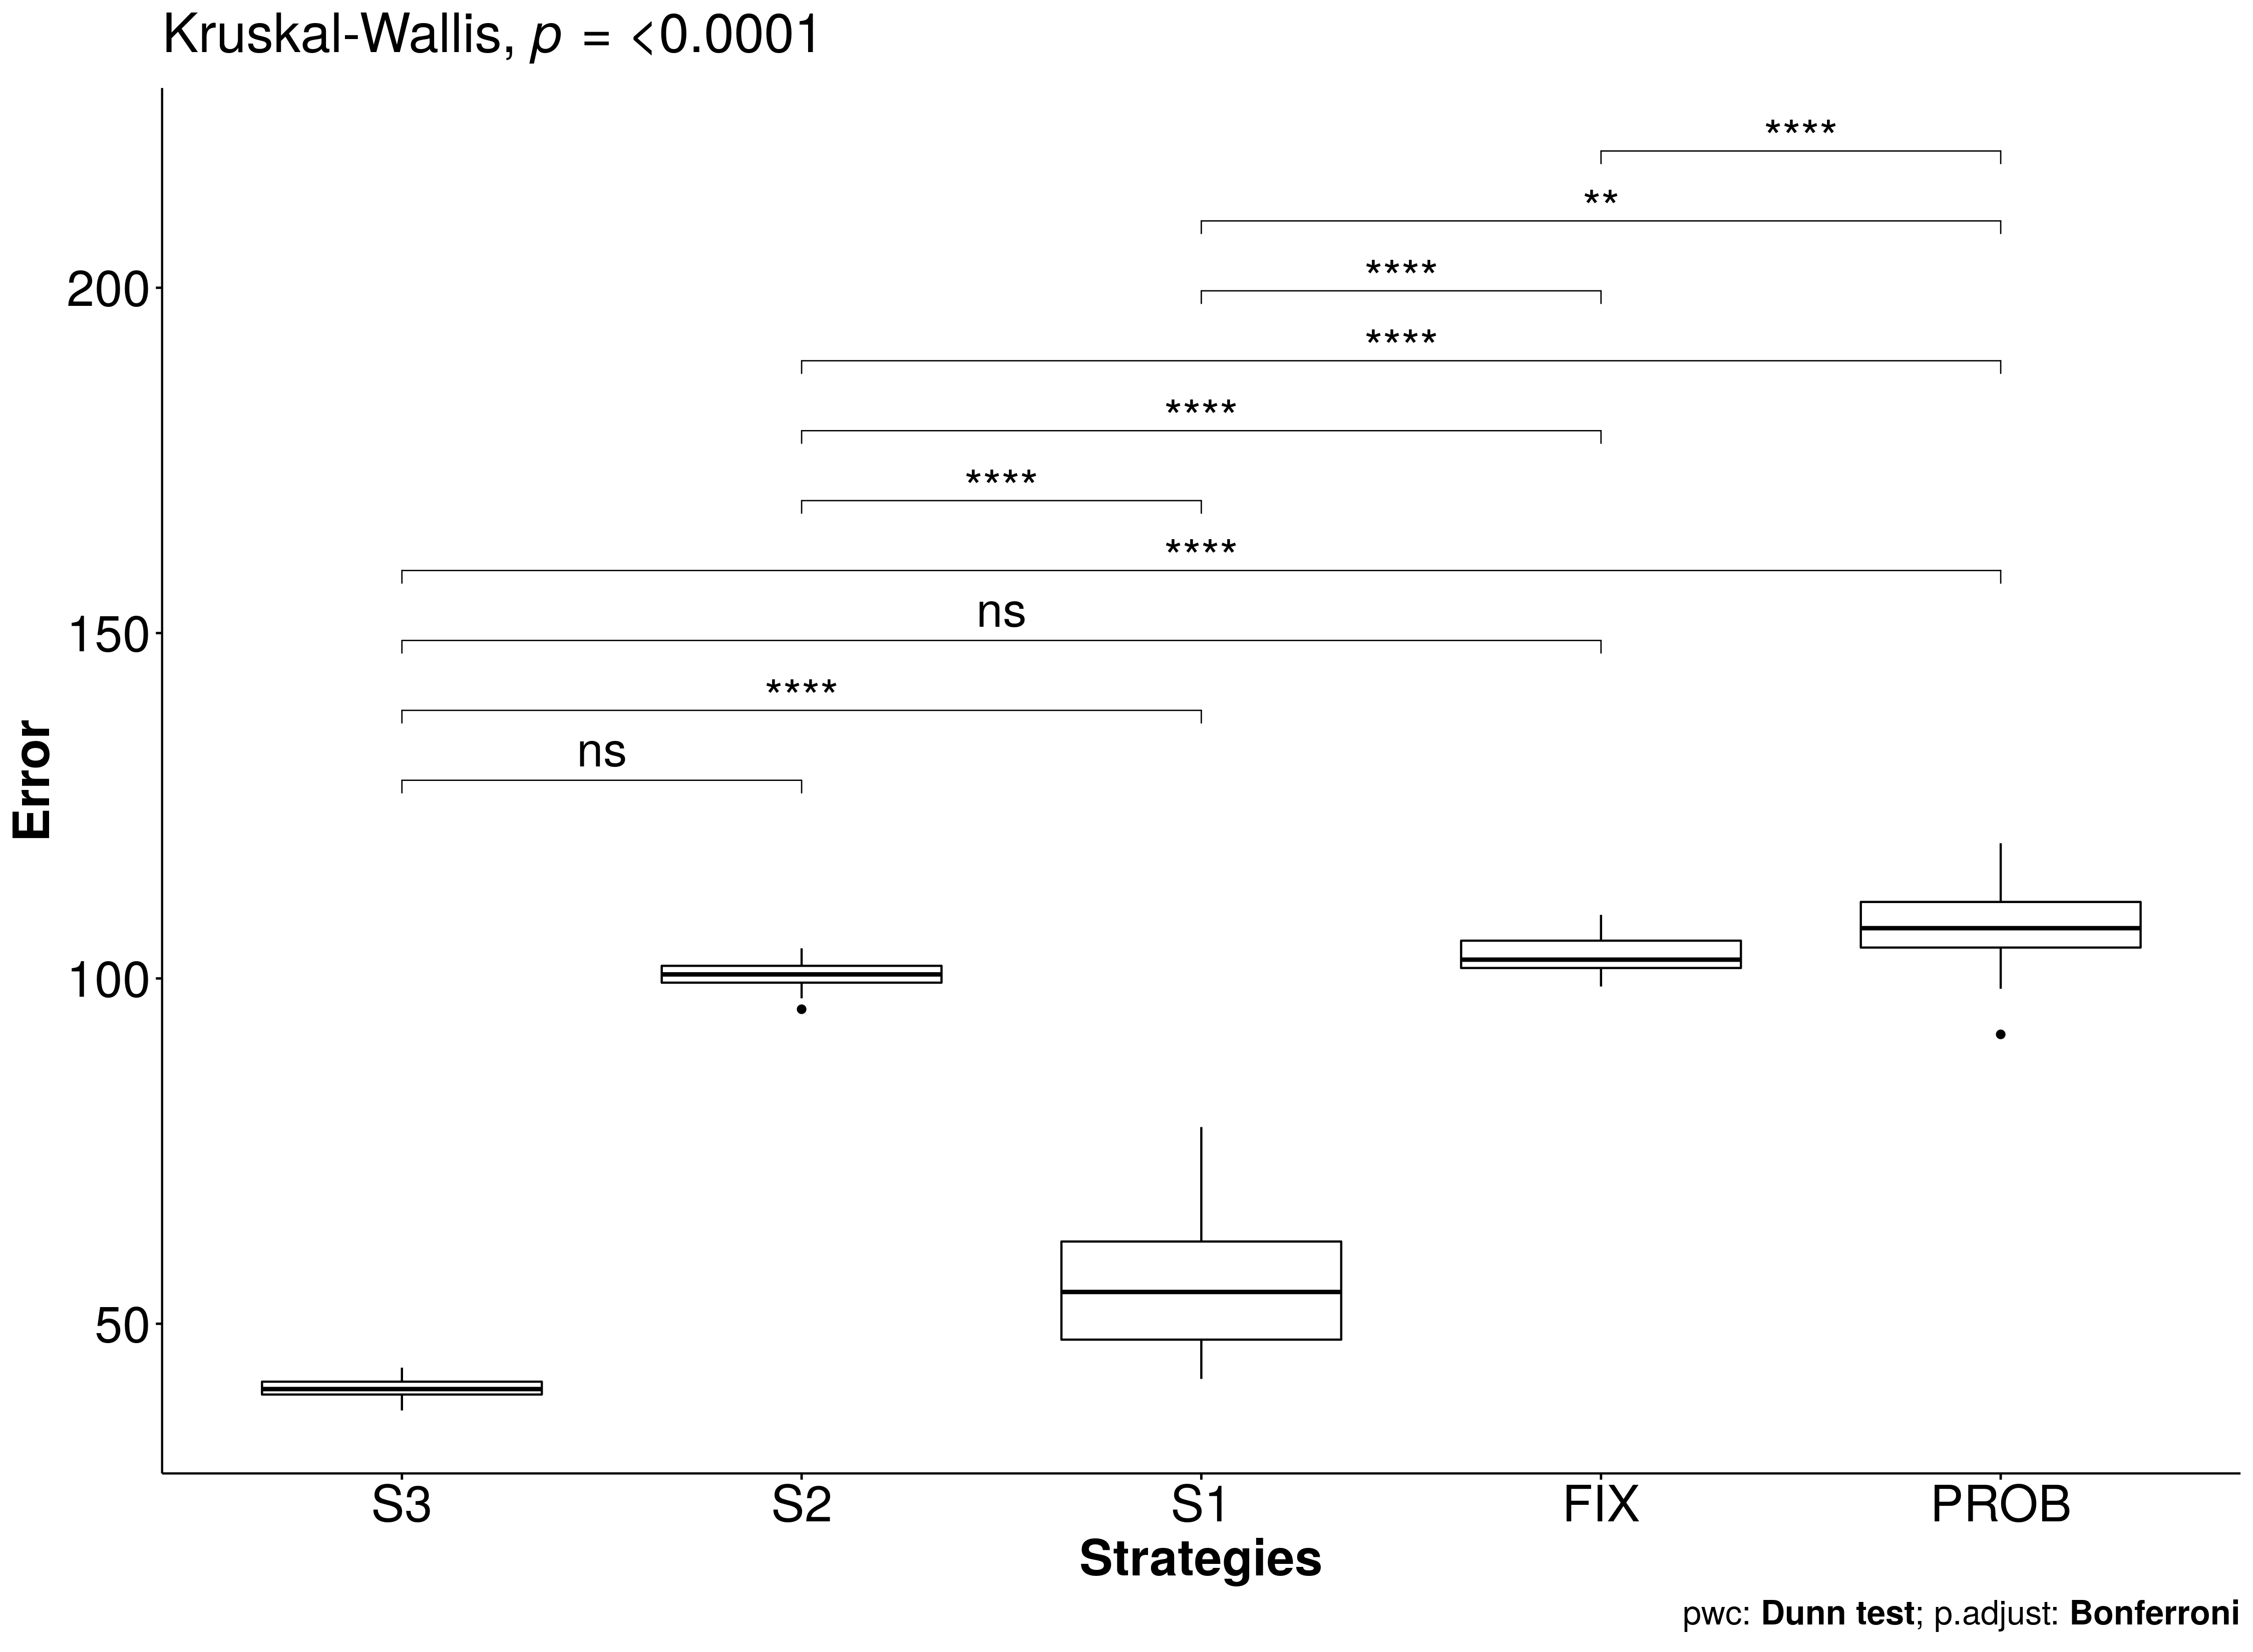 Kruskal-Wallis, p = <0.0001
****
**
****
200
****
****
****
****
ns
150
****
ns
Error
100
50
S3 S2 S1 FIX PROB
Strategies
pwc: Dunn test; p.adjust: Bonferroni